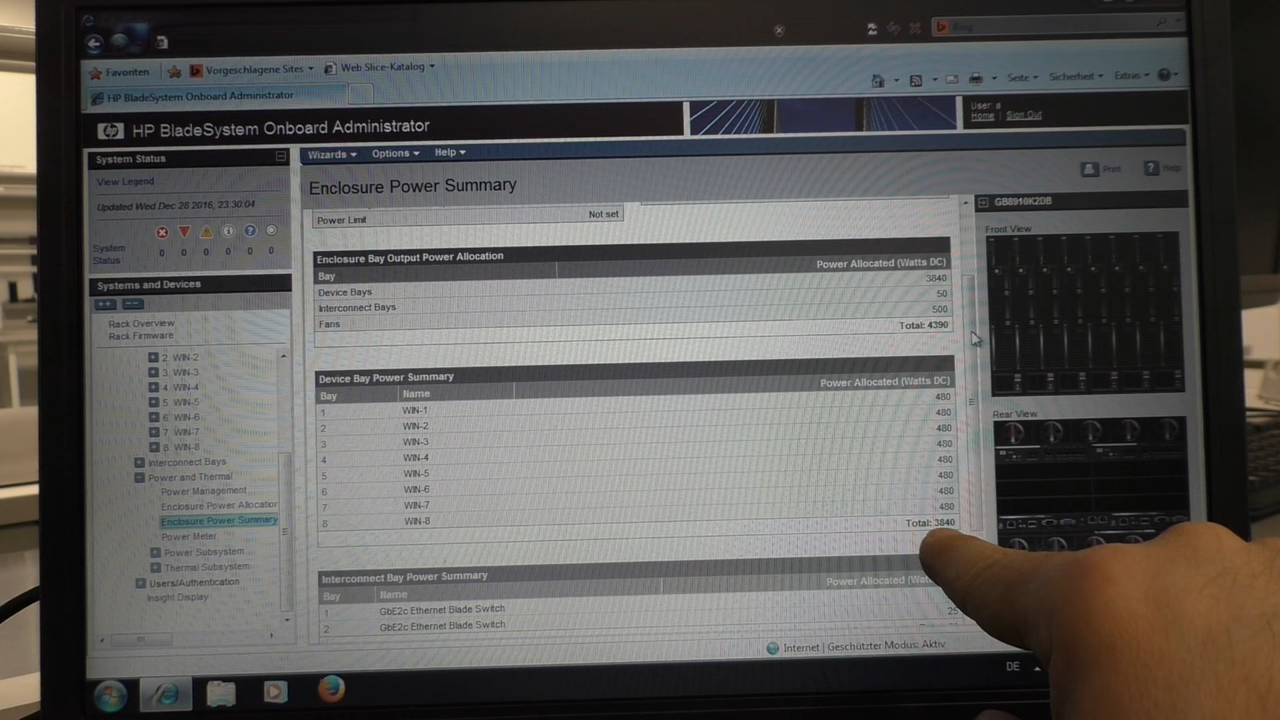 Bing
Favoriten
Vorgeschlagene Sites
Web Slice-Katalog
HP BladeSystem Onboard Administrator
Seite
Sicherheit
Extras
hp
HP BladeSystem Onboard Administrator
User: a
Home | Sign Out
System Status
View Legend
Updated Wed Dec 28 2016, 23:30:04
System Status
0 0 0 0 0 0
Systems and Devices
Rack Overview
Rack Firmware
2. WIN-2
3. WIN-3
4. WIN-4
5. WIN-5
6. WIN-6
7. WIN-7
8. WIN-8
Interconnect Bays
Power and Thermal
Power Management
Enclosure Power Allocation
Enclosure Power Summary
Power Meter
Power Subsystem
Thermal Subsystem
Users/Authentication
Insight Display
Wizards
Options
Help
Enclosure Power Summary
Print
Help
Power Limit Not set
Enclosure Bay Output Power Allocation
Bay Power Allocated (Watts DC)
Device Bays 3840
Interconnect Bays 50
Fans 500
Total: 4390
Device Bay Power Summary
Bay Name Power Allocated (Watts DC)
1 WIN-1 480
2 WIN-2 480
3 WIN-3 480
4 WIN-4 480
5 WIN-5 480
6 WIN-6 480
7 WIN-7 480
8 WIN-8 480
Total: 3840
Interconnect Bay Power Summary
Bay Name Power Allocated (Wa
1 GbE2c Ethernet Blade Switch 25
2 GbE2c Ethernet Blade Switch
GB8910K2DB
Front View
Rear View
Internet | Geschützter Modus: Aktiv
DE